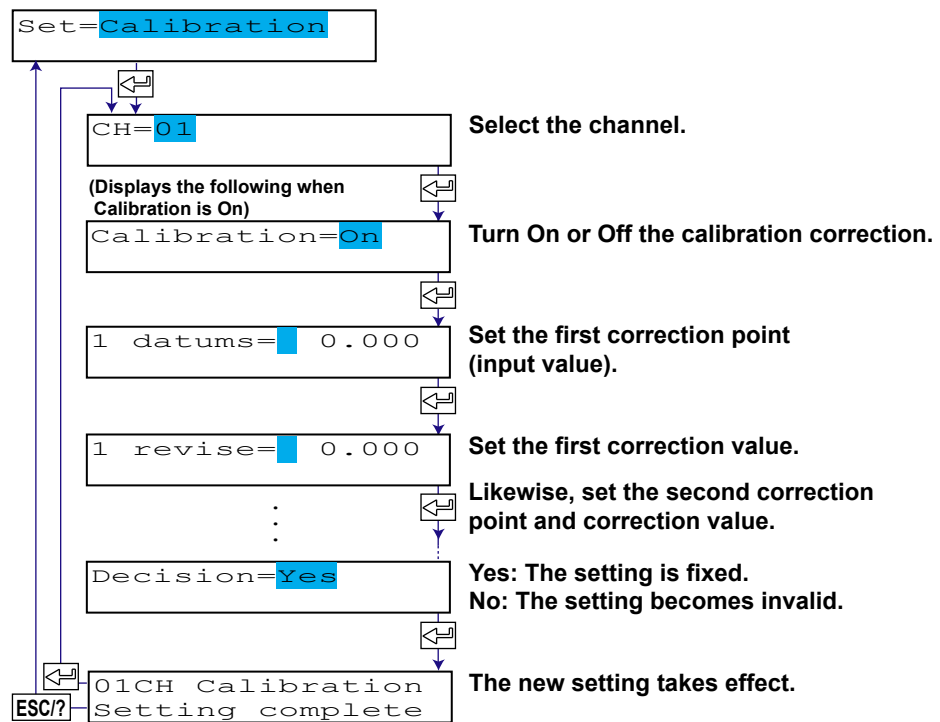 Set=Calibration
CH=01
Select the channel.
(Displays the following when
Calibration is On)
Calibration=On
Turn On or Off the calibration correction.
1 datums= 0.000
Set the first correction point
(input value).
1 revise= 0.000
Set the first correction value.
Likewise, set the second correction
point and correction value.
Decision=Yes
Yes: The setting is fixed.
No: The setting becomes invalid.
01CH Calibration
Setting complete
The new setting takes effect.
ESC/?